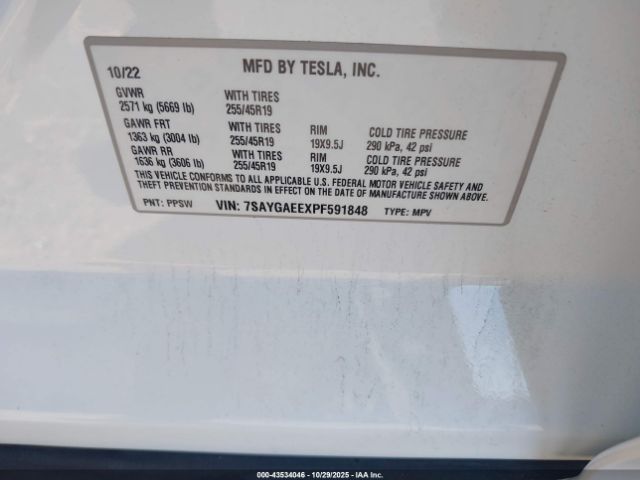 10/22 MFD BY TESLA, INC.
GVWR
2571 kg (5669 lb) WITH TIRES 255/45R19
GAWR FRT
1363 kg (3004 lb) WITH TIRES 255/45R19 RIM 19X9.5J COLD TIRE PRESSURE 290 kPa, 42 psi
GAWR RR
1636 kg (3606 lb) WITH TIRES 255/45R19 RIM 19X9.5J COLD TIRE PRESSURE 290 kPa, 42 psi
THIS VEHICLE CONFORMS TO ALL APPLICABLE U.S. FEDERAL MOTOR VEHICLE SAFETY AND
THEFT PREVENTION STANDARDS IN EFFECT ON THE DATE OF MANUFACTURE SHOWN ABOVE.
PNT: PPSW VIN: 7SAYGAEEXPF591848 TYPE: MPV
000-43534046 - 10/29/2025 - IAA Inc.